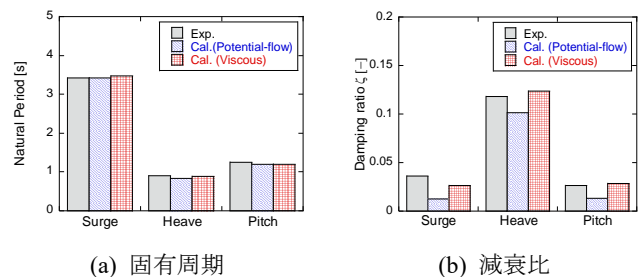 Natural Period [s]
5
4
3
2
1
0
Exp.
Cal.(Potential-flow)
Cal. (Viscous)
Surge Heave Pitch
(a) 固有周期
Damping ratio ζ [−]
0.2
0.15
0.1
0.05
0
Exp.
Cal. (Potential-flow)
Cal. (Viscous)
Surge Heave Pitch
(b) 減衰比